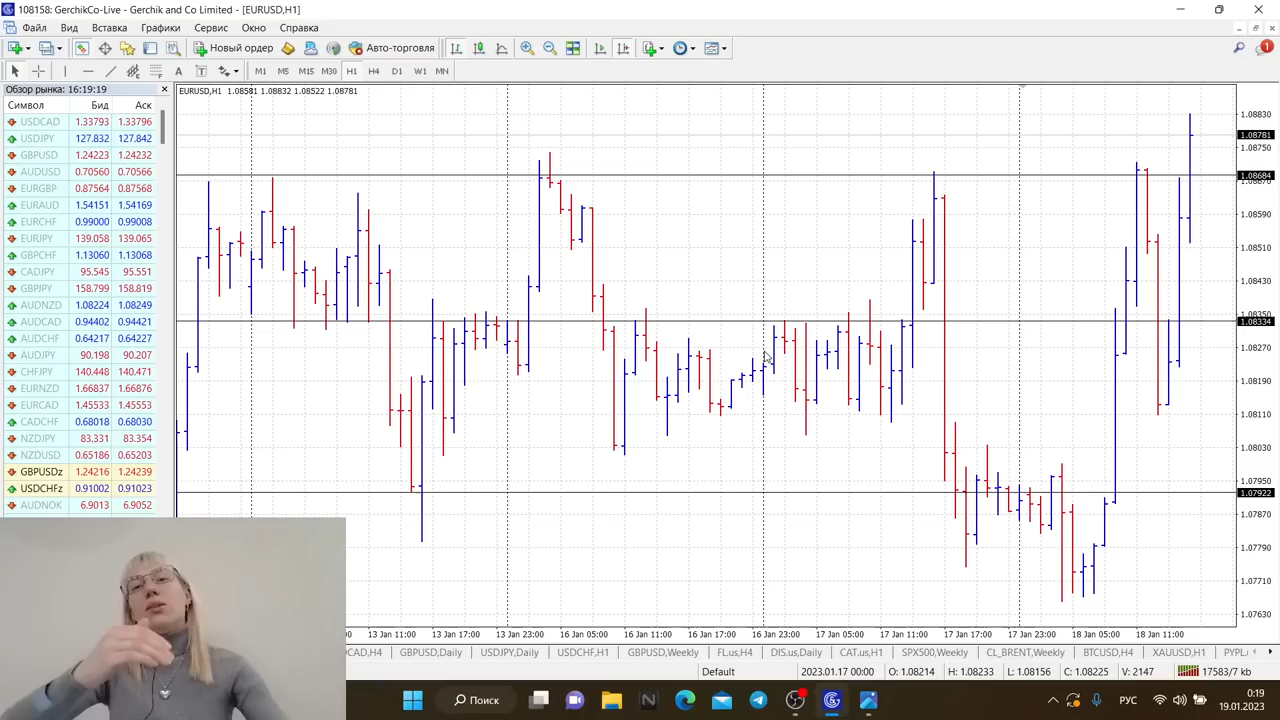 108158: GerchikCo-Live - Gerchik and Co Limited - [EURUSD,H1]
Файл Вид Вставка Графики Сервис Окно Справка
Новый ордер Авто-торговля 1
A T M1 M5 M15 M30 H1 H4 D1 W1 MN
Обзор рынка: 16:19:19
Символ Бид Аск
USDCAD 1.33793 1.33796
USDJPY 127.832 127.842
GBPUSD 1.24223 1.24232
AUDUSD 0.70560 0.70566
EURGBP 0.87564 0.87568
EURAUD 1.54151 1.54169
EURCHF 0.99000 0.99008
EURJPY 139.058 139.065
GBPCHF 1.13060 1.13068
CADJPY 95.545 95.551
GBPJPY 158.799 158.819
AUDNZD 1.08224 1.08249
AUDCAD 0.94402 0.94421
AUDCHF 0.64217 0.64227
AUDJPY 90.198 90.207
CHFJPY 140.448 140.471
EURNZD 1.66837 1.66876
EURCAD 1.45533 1.45553
CADCHF 0.68018 0.68030
NZDJPY 83.331 83.354
NZDUSD 0.65186 0.65203
GBPUSDz 1.24216 1.24239
USDCHFz 0.91002 0.91023
AUDNOK 6.9013 6.9052
EURUSD,H1 1.08581 1.08832 1.08522 1.08781
1.08830
1.08781
1.08750
1.08684
1.08670
1.08590
1.08510
1.08430
1.08350
1.08334
1.08270
1.08190
1.08110
1.08030
1.07950
1.07922
1.07870
1.07790
1.07710
1.07630
:00 13 Jan 11:00 13 Jan 17:00 13 Jan 23:00 16 Jan 05:00 16 Jan 11:00 16 Jan 17:00 16 Jan 23:00 17 Jan 05:00 17 Jan 11:00 17 Jan 17:00 17 Jan 23:00 18 Jan 05:00 18 Jan 11:00
CAD,H4 GBPUSD,Daily USDJPY,Daily USDCHF,H1 GBPUSD,Weekly FL.us,H4 DIS.us,Daily CAT.us,H1 SPX500,Weekly CL_BRENT,Weekly BTCUSD,H4 XAUUSD,H1 PYPL
Default 2023.01.17 00:00 O: 1.08214 H: 1.08233 L: 1.08156 C: 1.08225 V: 2147 17583/7 kb
Поиск РУС 0:19
19.01.2023